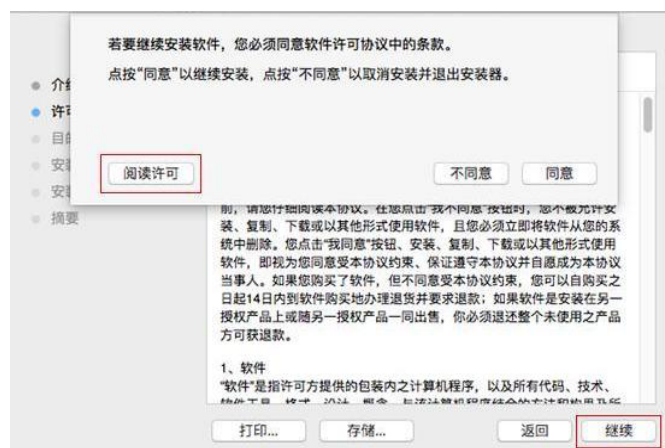 若要继续安装软件，您必须同意软件许可协议中的条款。
点按“同意”以继续安装，点按“不同意”以取消安装并退出安装器。
阅读许可
不同意
同意
介
许
目
安
安
摘要
前，请您仔细阅读本协议。在您点击“我不同意”按钮时，您不被允许安
装、复制、下载或以其他形式使用软件，且您必须立即将软件从您的系
统中删除。您点击“我同意”按钮、安装、复制、下载或以其他形式使用
软件，即视为您同意受本协议约束、保证遵守本协议并自愿成为本协议
当事人。如果您购买了软件，但不同意受本协议约束，您可以自购买之
日起14日内到软件购买地办理退货并要求退款；如果软件是安装在另一
授权产品上或随另一授权产品一同出售，你必须退还整个未使用之产品
方可获退款。
1、软件
“软件”是指许可方提供的包装内之计算机程序，以及所有代码、技术、
打印...
存储...
返回
继续